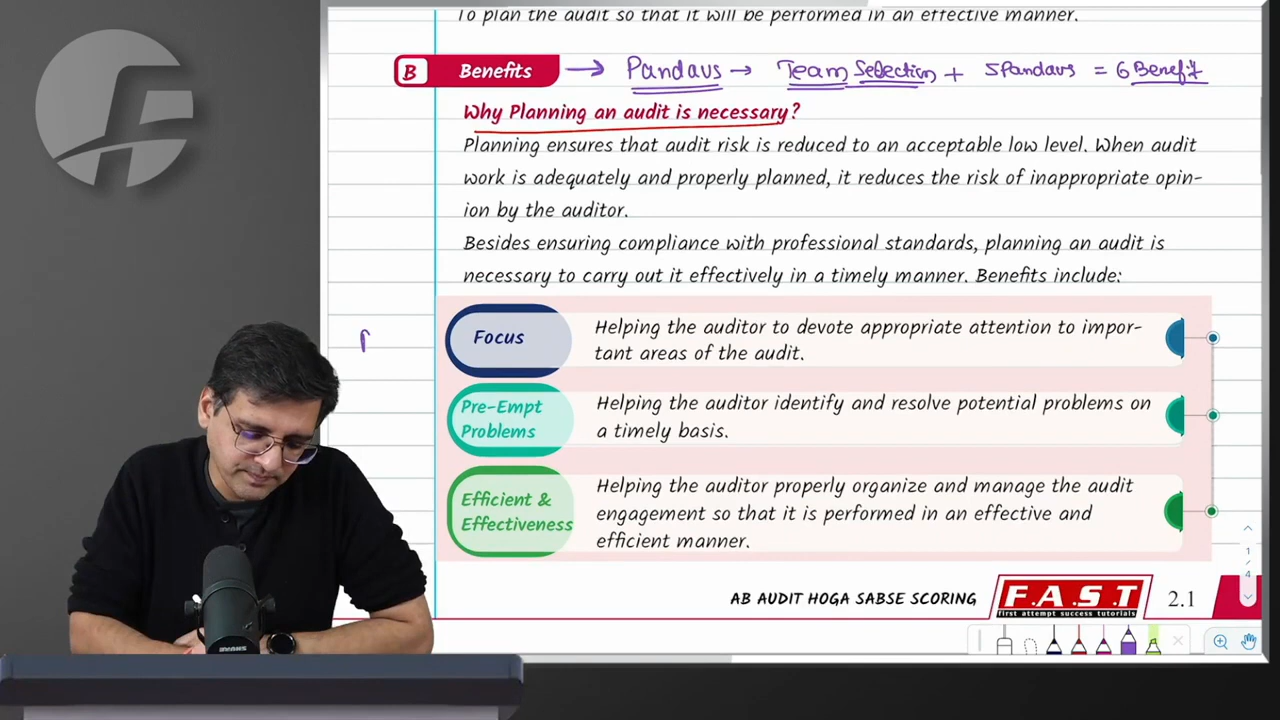 To plan the audit so that it will be performed in an effective manner.
B Benefits → Pandavs → Team Selection + 5 Pandavs = 6 Benefit
Why Planning an audit is necessary?
Planning ensures that audit risk is reduced to an acceptable low level. When audit
work is adequately and properly planned, it reduces the risk of inappropriate opin-
ion by the auditor.
Besides ensuring compliance with professional standards, planning an audit is
necessary to carry out it effectively in a timely manner. Benefits include:
Focus
Helping the auditor to devote appropriate attention to impor-
tant areas of the audit.
Pre-Empt
Problems
Helping the auditor identify and resolve potential problems on
a timely basis.
Efficient &
Effectiveness
Helping the auditor properly organize and manage the audit
engagement so that it is performed in an effective and
efficient manner.
AB AUDIT HOGA SABSE SCORING
F.A.S.T
first attempt success tutorials
2.1
1
/
4